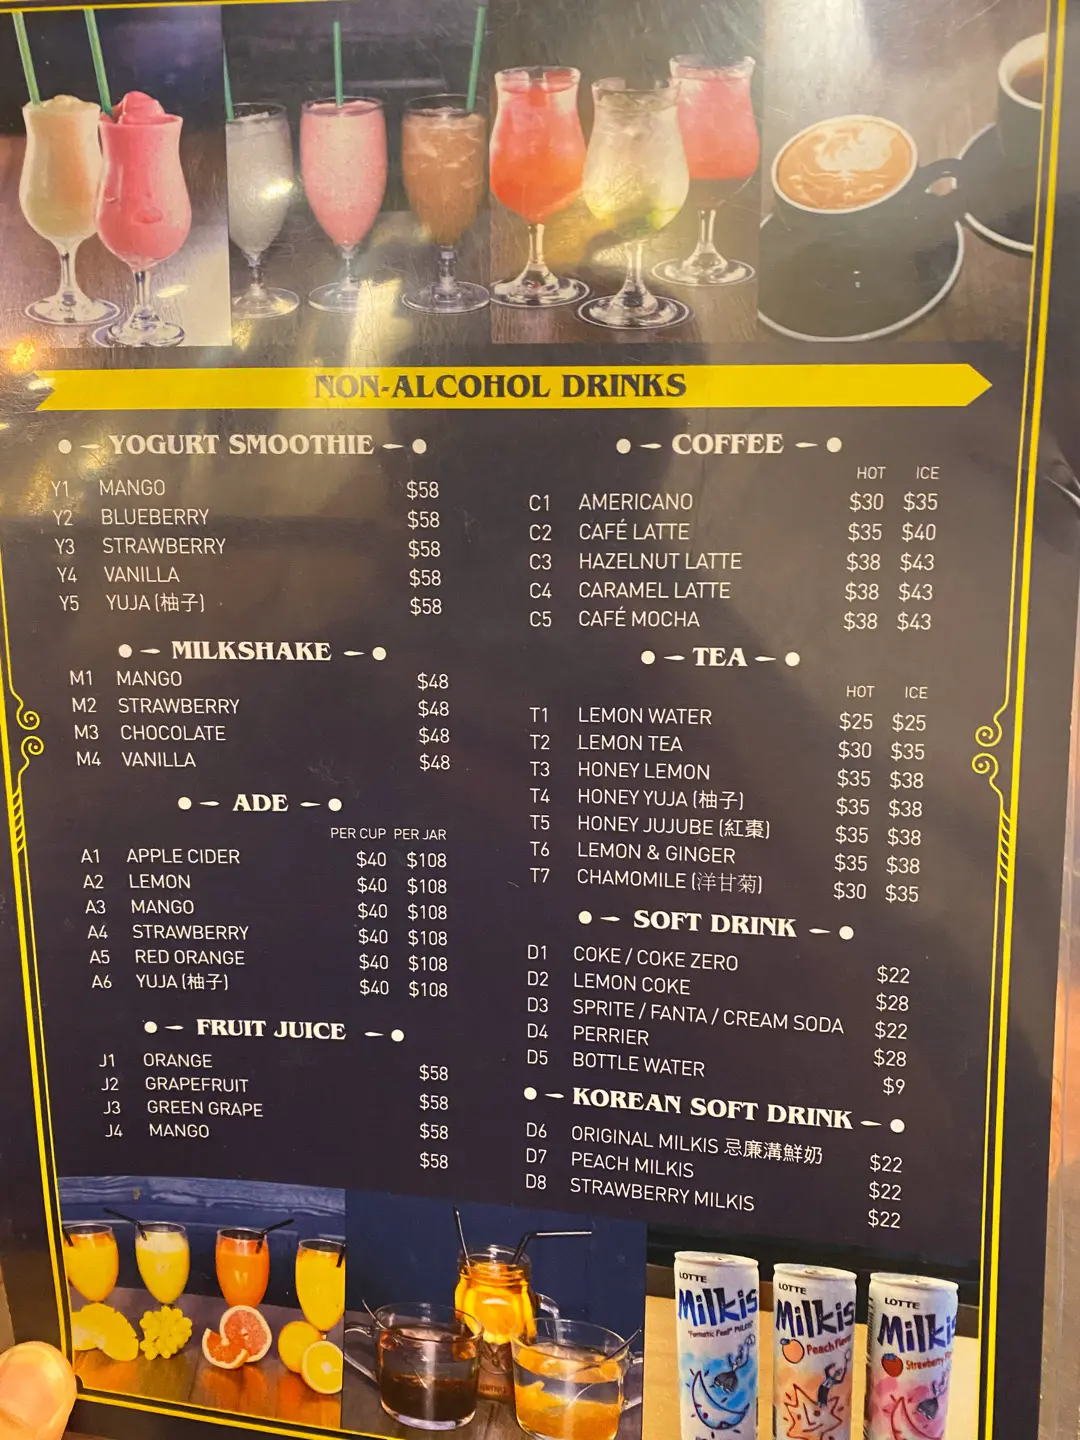 NON-ALCOHOL DRINKS
YOGURT SMOOTHIE
Y1 MANGO $58
Y2 BLUEBERRY $58
Y3 STRAWBERRY $58
Y4 VANILLA $58
Y5 YUJA (柚子) $58
MILKSHAKE
M1 MANGO $48
M2 STRAWBERRY $48
M3 CHOCOLATE $48
M4 VANILLA $48
ADE
PER CUP PER JAR
A1 APPLE CIDER $40 $108
A2 LEMON $40 $108
A3 MANGO $40 $108
A4 STRAWBERRY $40 $108
A5 RED ORANGE $40 $108
A6 YUJA (柚子) $40 $108
FRUIT JUICE
J1 ORANGE $58
J2 GRAPEFRUIT $58
J3 GREEN GRAPE $58
J4 MANGO $58
COFFEE
HOT ICE
C1 AMERICANO $30 $35
C2 CAFÉ LATTE $35 $40
C3 HAZELNUT LATTE $38 $43
C4 CARAMEL LATTE $38 $43
C5 CAFÉ MOCHA $38 $43
TEA
HOT ICE
T1 LEMON WATER $25 $25
T2 LEMON TEA $30 $35
T3 HONEY LEMON $35 $38
T4 HONEY YUJA (柚子) $35 $38
T5 HONEY JUJUBE (紅棗) $35 $38
T6 LEMON & GINGER $35 $38
T7 CHAMOMILE (洋甘菊) $30 $35
SOFT DRINK
D1 COKE / COKE ZERO $22
D2 LEMON COKE $28
D3 SPRITE / FANTA / CREAM SODA $22
D4 PERRIER $28
D5 BOTTLE WATER $9
KOREAN SOFT DRINK
D6 ORIGINAL MILKIS 忌廉溝鮮奶 $22
D7 PEACH MILKIS $22
D8 STRAWBERRY MILKIS $22
LOTTE
Milkis
LOTTE
Milkis
Peach
LOTTE
Milkis
Strawberry